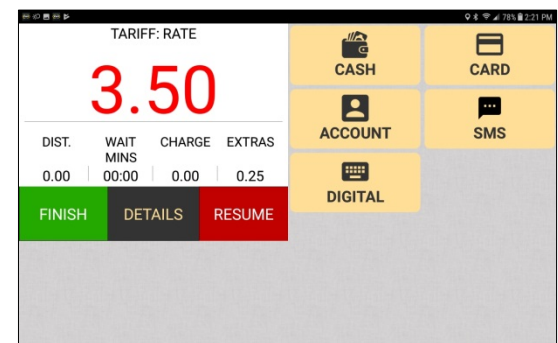 78% 2:21 PM
TARIFF: RATE
3.50
DIST. WAIT MINS CHARGE EXTRAS
0.00 00:00 0.00 0.25
FINISH DETAILS RESUME
CASH CARD
ACCOUNT SMS
DIGITAL